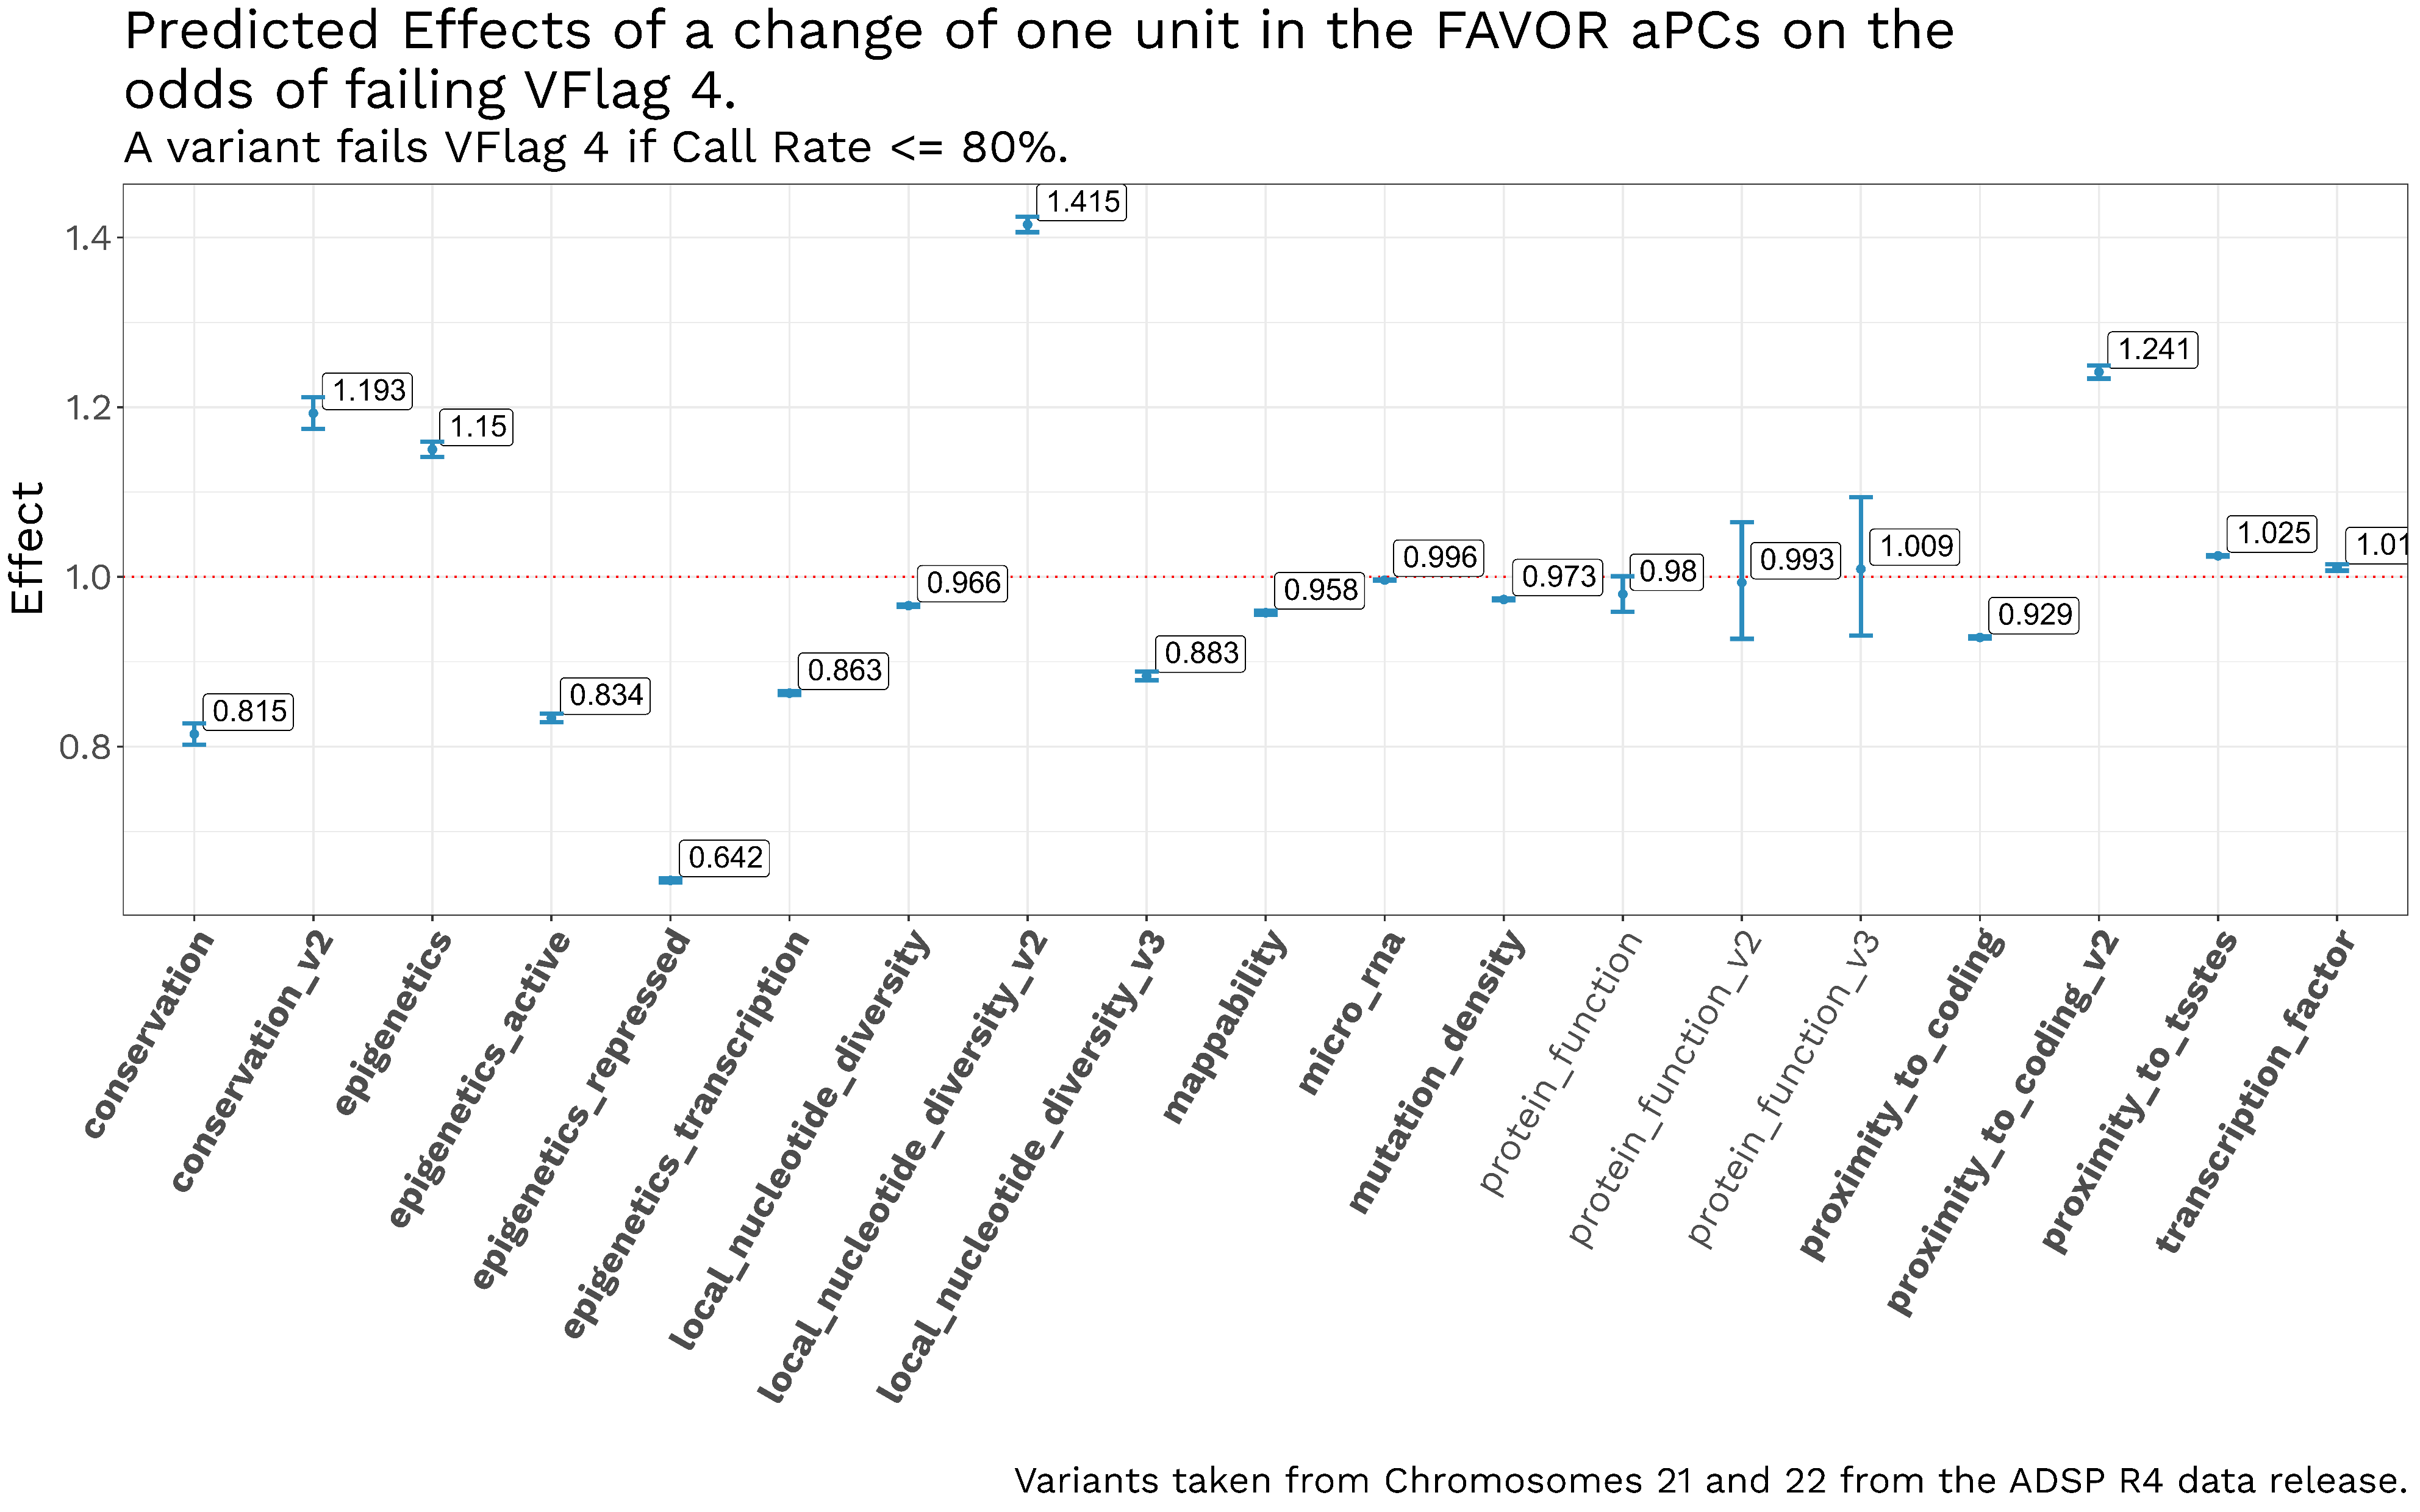 Predicted Effects of a change of one unit in the FAVOR aPCs on the
odds of failing VFlag 4.
A variant fails VFlag 4 if Call Rate <= 80%.
Effect
1.4
1.2
1.0
0.8
0.815
1.193
1.15
0.834
0.642
0.863
0.966
1.415
0.883
0.958
0.996
0.973
0.98
0.993
1.009
0.929
1.241
1.025
1.01
conservation
conservation_v2
epigenetics
epigenetics_active
epigenetics_repressed
epigenetics_transcription
local_nucleotide_diversity
local_nucleotide_diversity_v2
local_nucleotide_diversity_v3
mappability
micro_rna
mutation_density
protein_function
protein_function_v2
protein_function_v3
proximity_to_coding
proximity_to_coding_v2
proximity_to_tsstes
transcription_factor
Variants taken from Chromosomes 21 and 22 from the ADSP R4 data release.